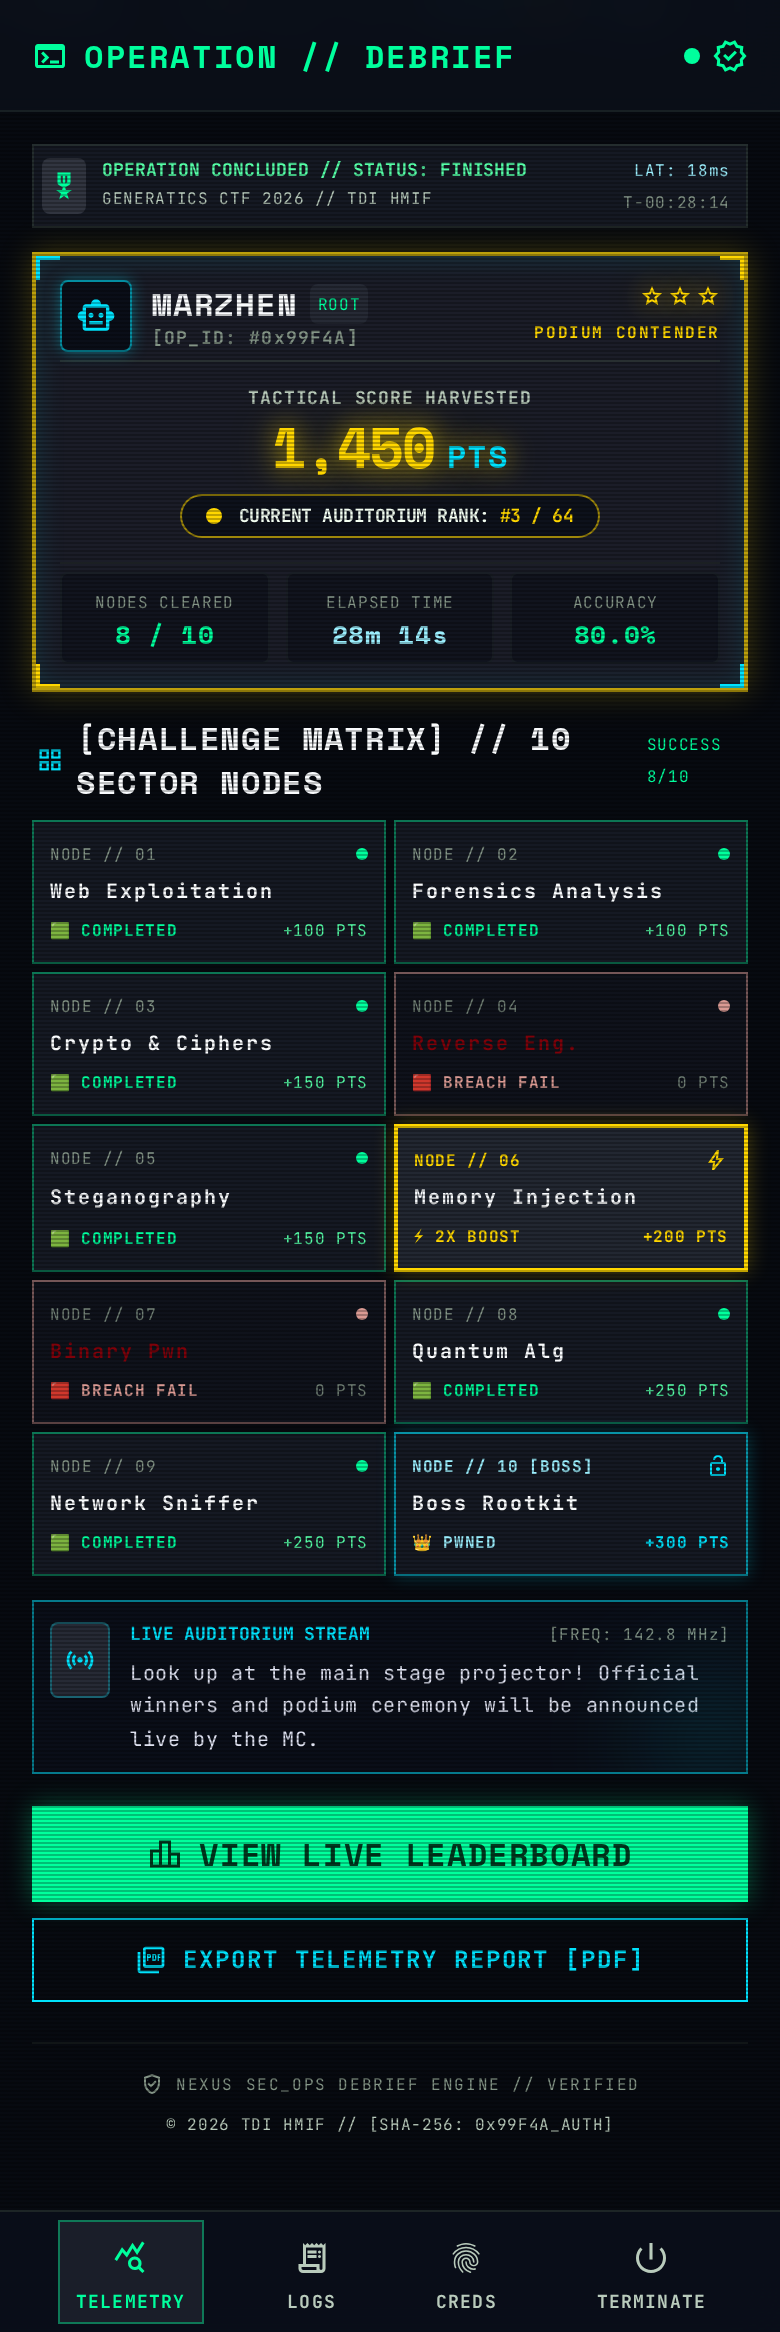 OPERATION // DEBRIEF
OPERATION CONCLUDED // STATUS: FINISHED
LAT: 18ms
GENERATICS CTF 2026 // TDI HMIF
T-00:28:14
MARZHEN ROOT
[OP_ID: #0x99F4A]
PODIUM CONTENDER
TACTICAL SCORE HARVESTED
1,450 PTS
CURRENT AUDITORIUM RANK: #3 / 64
NODES CLEARED
8 / 10
ELAPSED TIME
28m 14s
ACCURACY
80.0%
[CHALLENGE MATRIX] // 10
SECTOR NODES
SUCCESS
8/10
NODE // 01
Web Exploitation
COMPLETED +100 PTS
NODE // 02
Forensics Analysis
COMPLETED +100 PTS
NODE // 03
Crypto & Ciphers
COMPLETED +150 PTS
NODE // 04
Reverse Eng.
BREACH FAIL 0 PTS
NODE // 05
Steganography
COMPLETED +150 PTS
NODE // 06
Memory Injection
⚡ 2X BOOST +200 PTS
NODE // 07
Binary Pwn
BREACH FAIL 0 PTS
NODE // 08
Quantum Alg
COMPLETED +250 PTS
NODE // 09
Network Sniffer
COMPLETED +250 PTS
NODE // 10 [BOSS]
Boss Rootkit
👑 PWNED +300 PTS
LIVE AUDITORIUM STREAM
[FREQ: 142.8 MHz]
Look up at the main stage projector! Official
winners and podium ceremony will be announced
live by the MC.
VIEW LIVE LEADERBOARD
PDF EXPORT TELEMETRY REPORT [PDF]
NEXUS SEC_OPS DEBRIEF ENGINE // VERIFIED
© 2026 TDI HMIF // [SHA-256: 0x99F4A_AUTH]
TELEMETRY
LOGS
CREDS
TERMINATE